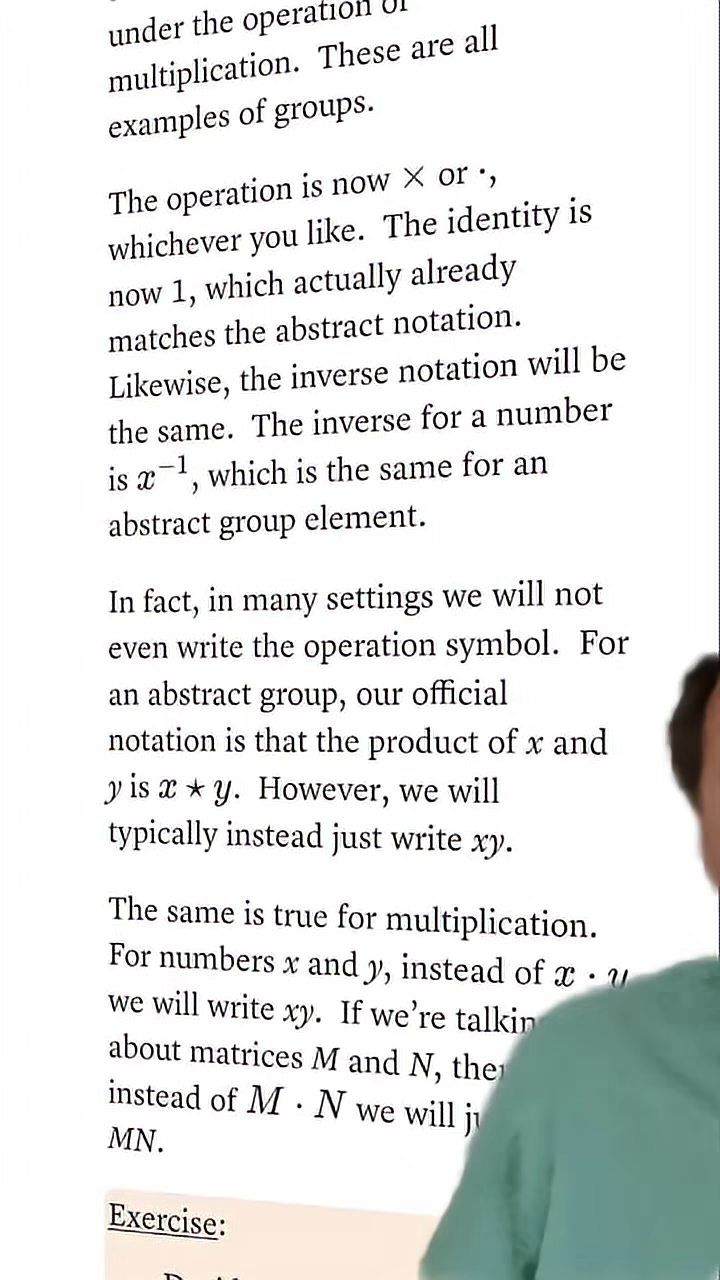 under the operation of
multiplication. These are all
examples of groups.
The operation is now × or ·,
whichever you like. The identity is
now 1, which actually already
matches the abstract notation.
Likewise, the inverse notation will be
the same. The inverse for a number
is x⁻¹, which is the same for an
abstract group element.
In fact, in many settings we will not
even write the operation symbol. For
an abstract group, our official
notation is that the product of x and
y is x ⋆ y. However, we will
typically instead just write xy.
The same is true for multiplication.
For numbers x and y, instead of x · y
we will write xy. If we're
about matrices M and N,
instead of M · N we will
MN.
Exercise: